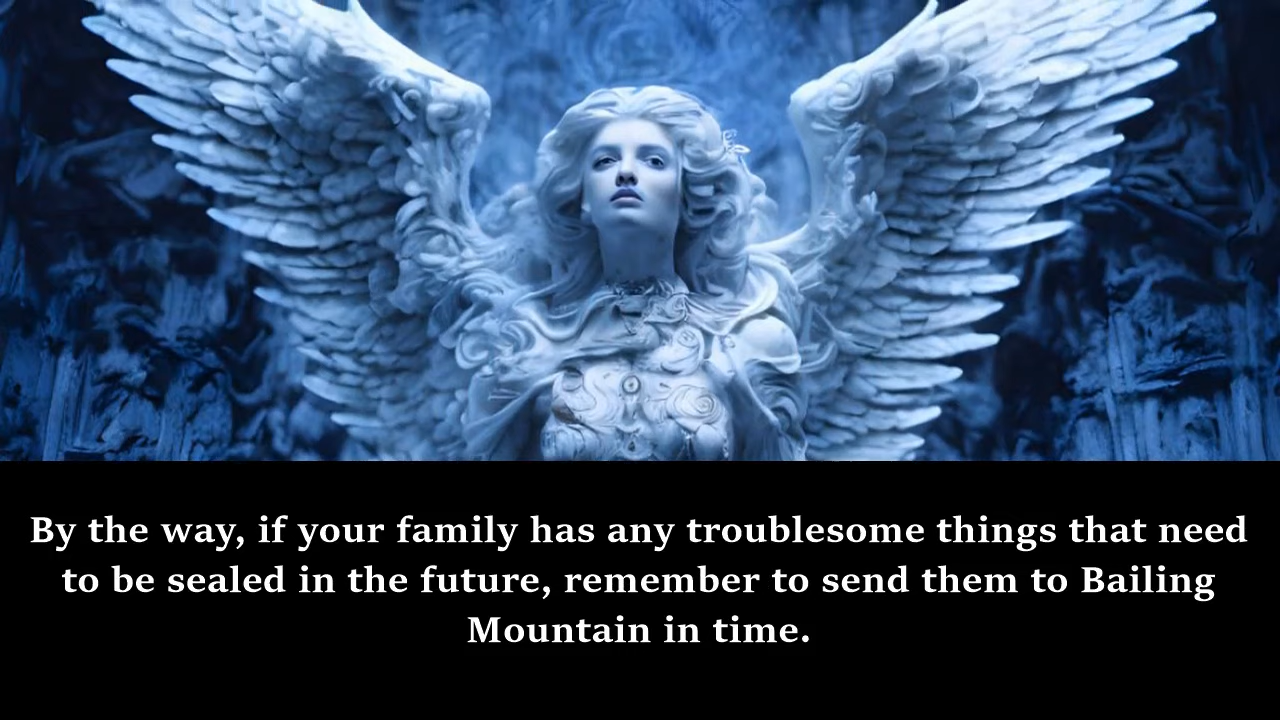 By the way, if your family has any troublesome things that need
to be sealed in the future, remember to send them to Bailing
Mountain in time.